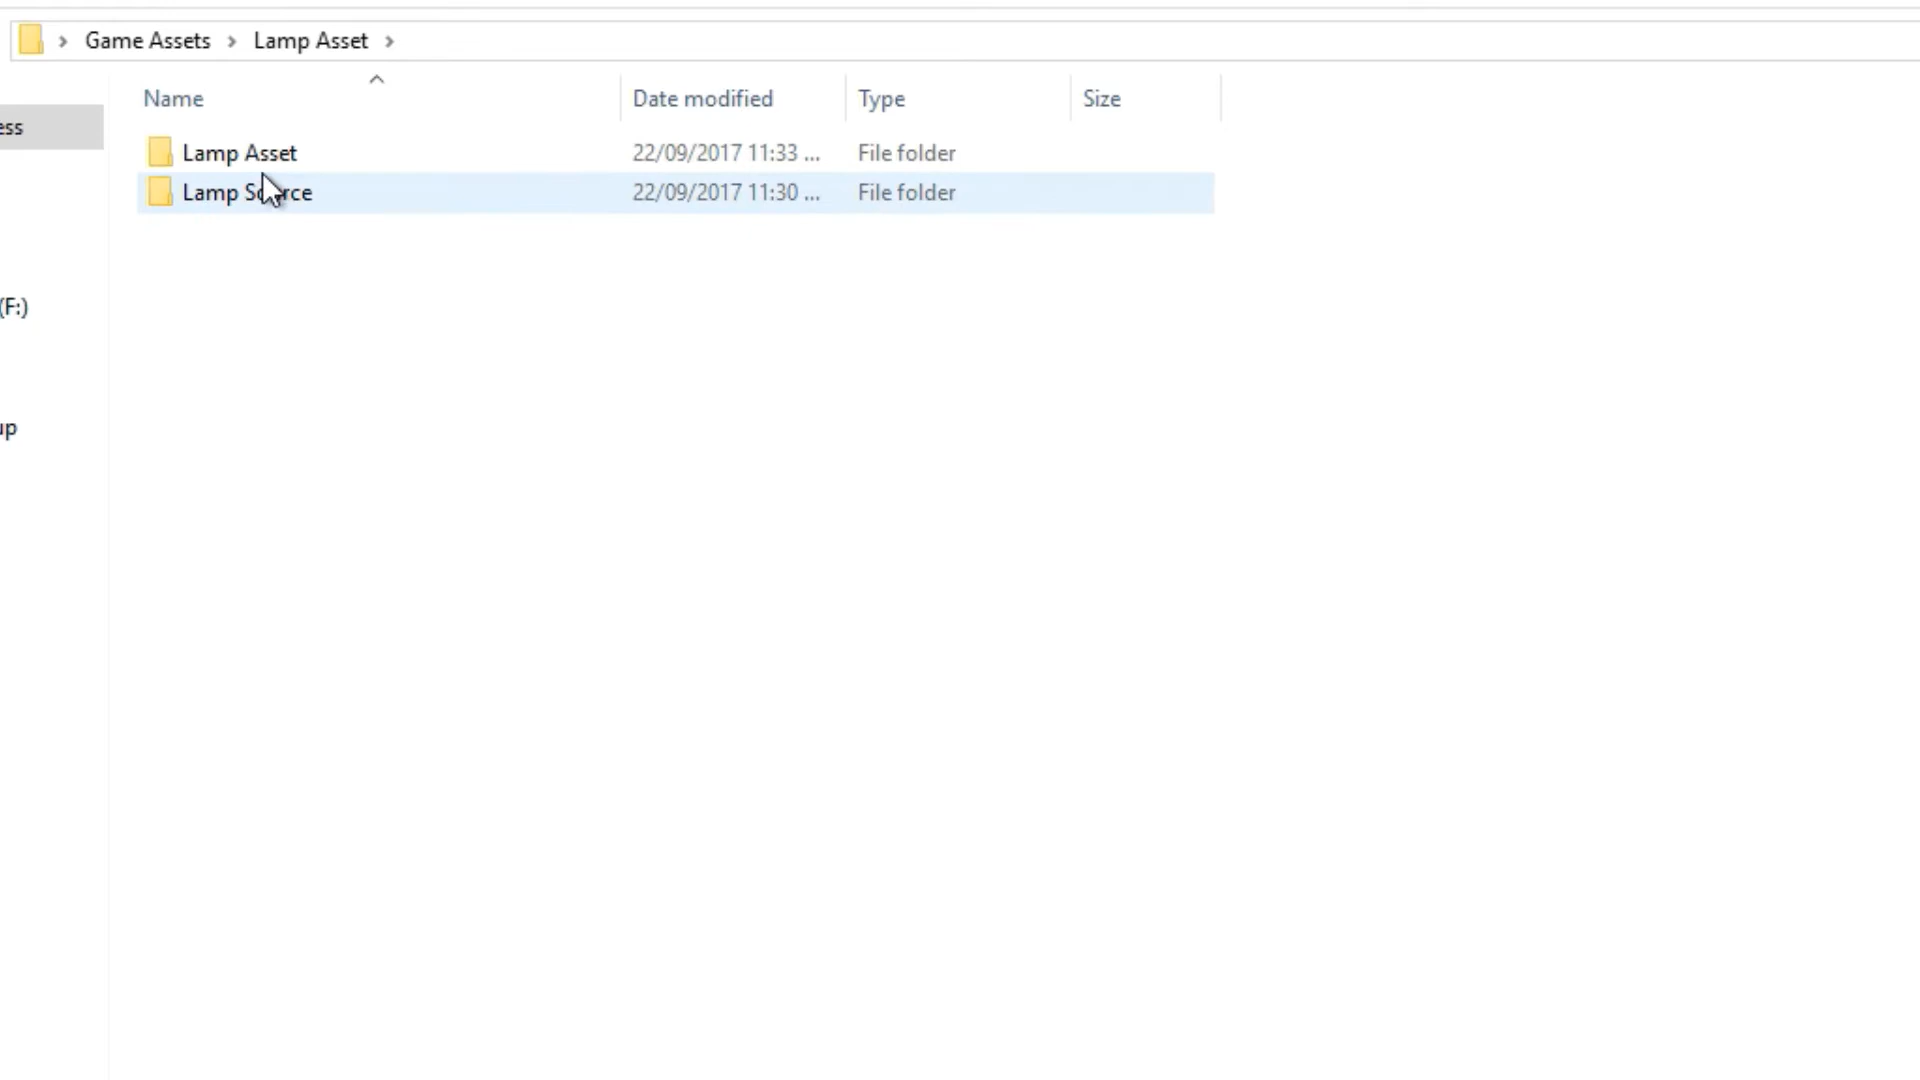 Game Assets Lamp Asset
Name Date modified Type Size
ess
Lamp Asset 22/09/2017 11:33 ... File folder
Lamp Source 22/09/2017 11:30 ... File folder
(F:)
up